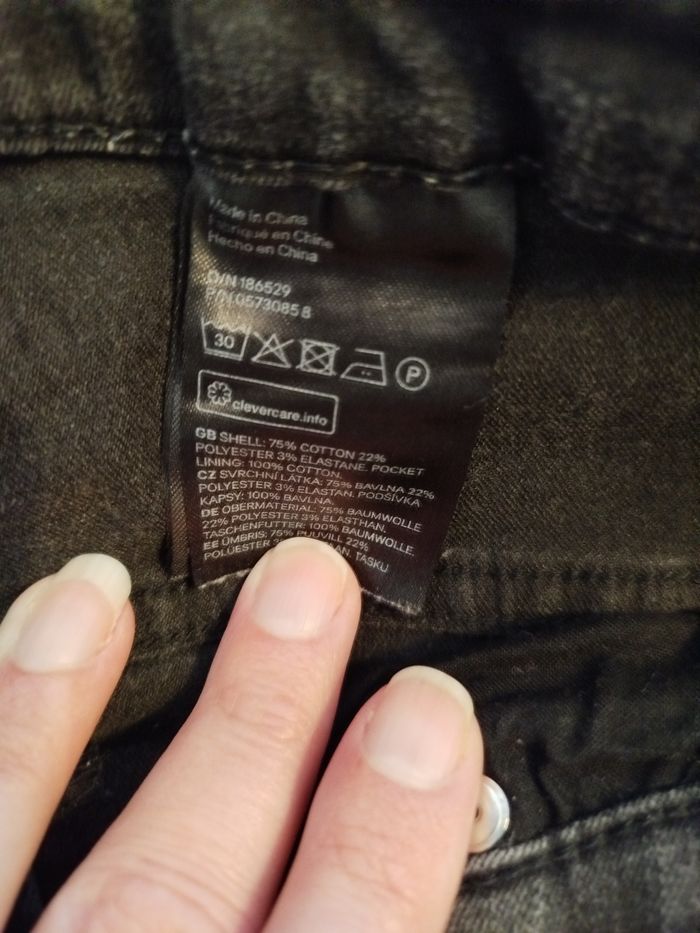 Made in China
Fabriqué en Chine
Hecho en China
O/N 186529
P/N 0573085 8
30
P
clevercare.info
GB SHELL: 75% COTTON 22%
POLYESTER 3% ELASTANE. POCKET
LINING: 100% COTTON.
CZ SVRCHNÍ LÁTKA: 75% BAVLNA 22%
POLYESTER 3% ELASTAN. PODŠÍVKA
KAPSY: 100% BAVLNA.
DE OBERMATERIAL: 75% BAUMWOLLE
22% POLYESTER 3% ELASTHAN.
TASCHENFUTTER: 100% BAUMWOLLE.
EE ÜMBRIS: 75% PUUVILL 22%
POLÜESTER TASKU